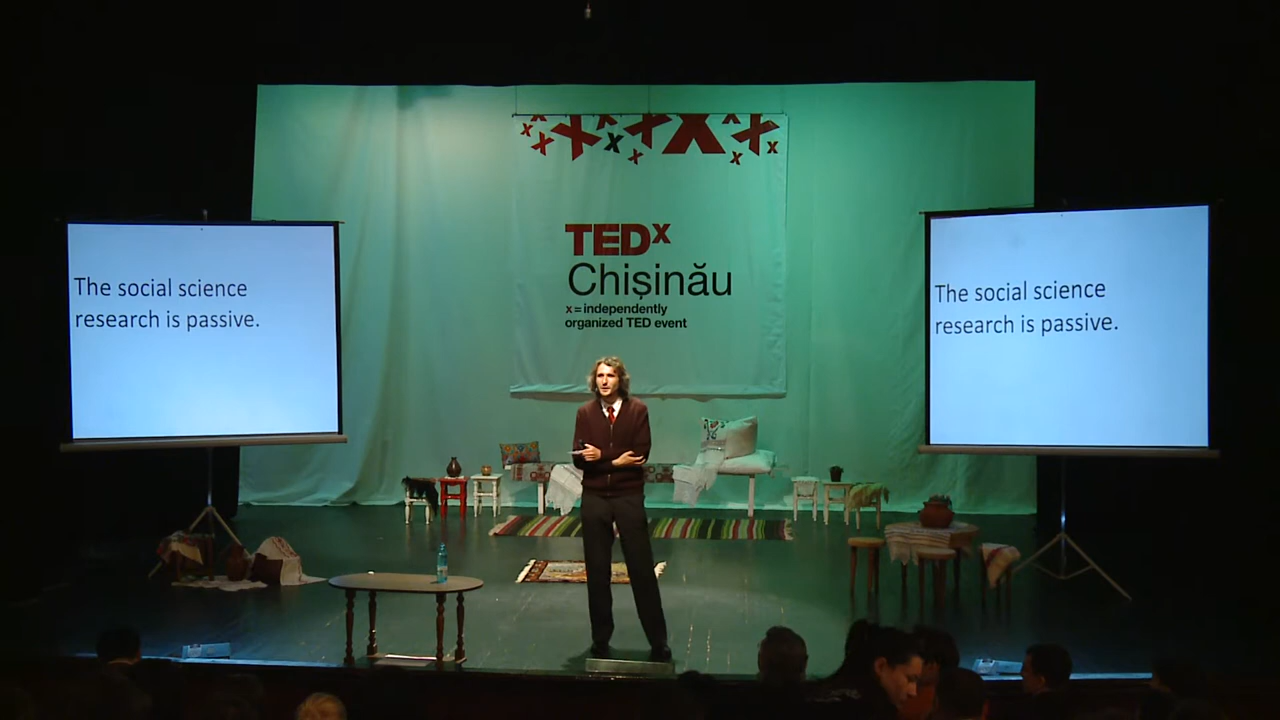 TEDx
Chișinău
x = independently
organized TED event
The social science
research is passive.
The social science
research is passive.